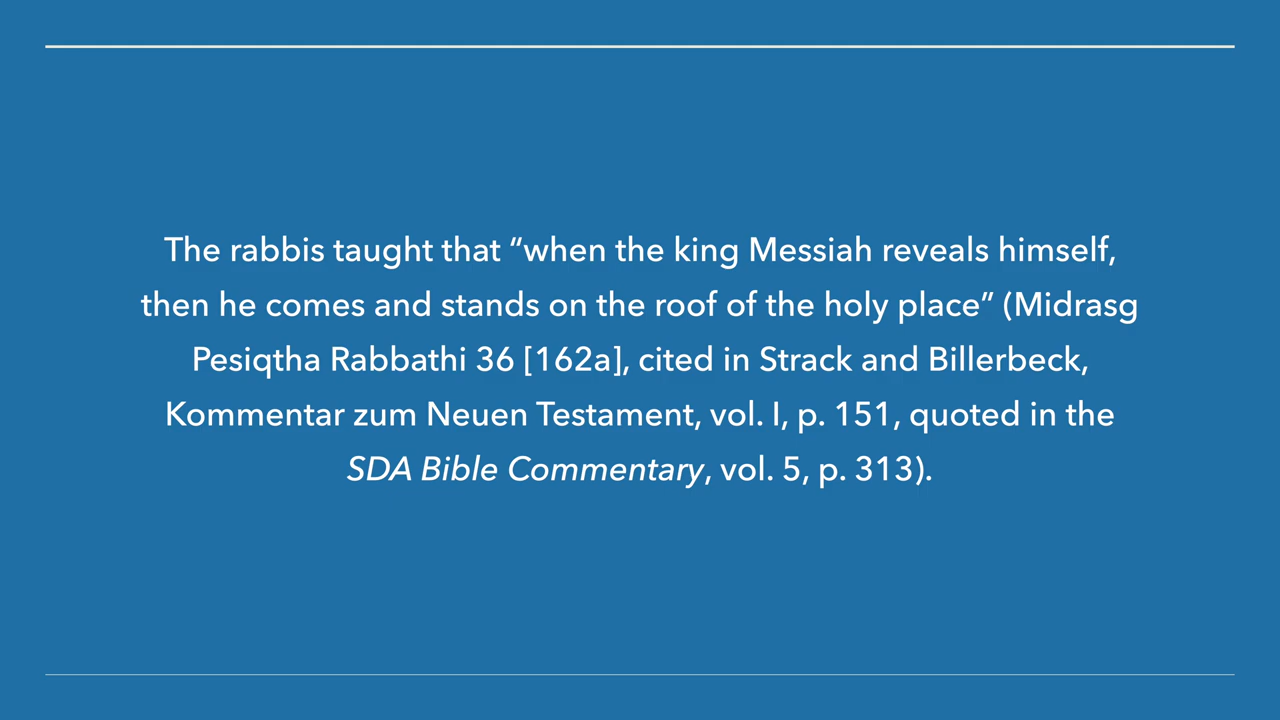 The rabbis taught that “when the king Messiah reveals himself,
then he comes and stands on the roof of the holy place” (Midrasg
Pesiqtha Rabbathi 36 [162a], cited in Strack and Billerbeck,
Kommentar zum Neuen Testament, vol. I, p. 151, quoted in the
SDA Bible Commentary, vol. 5, p. 313).